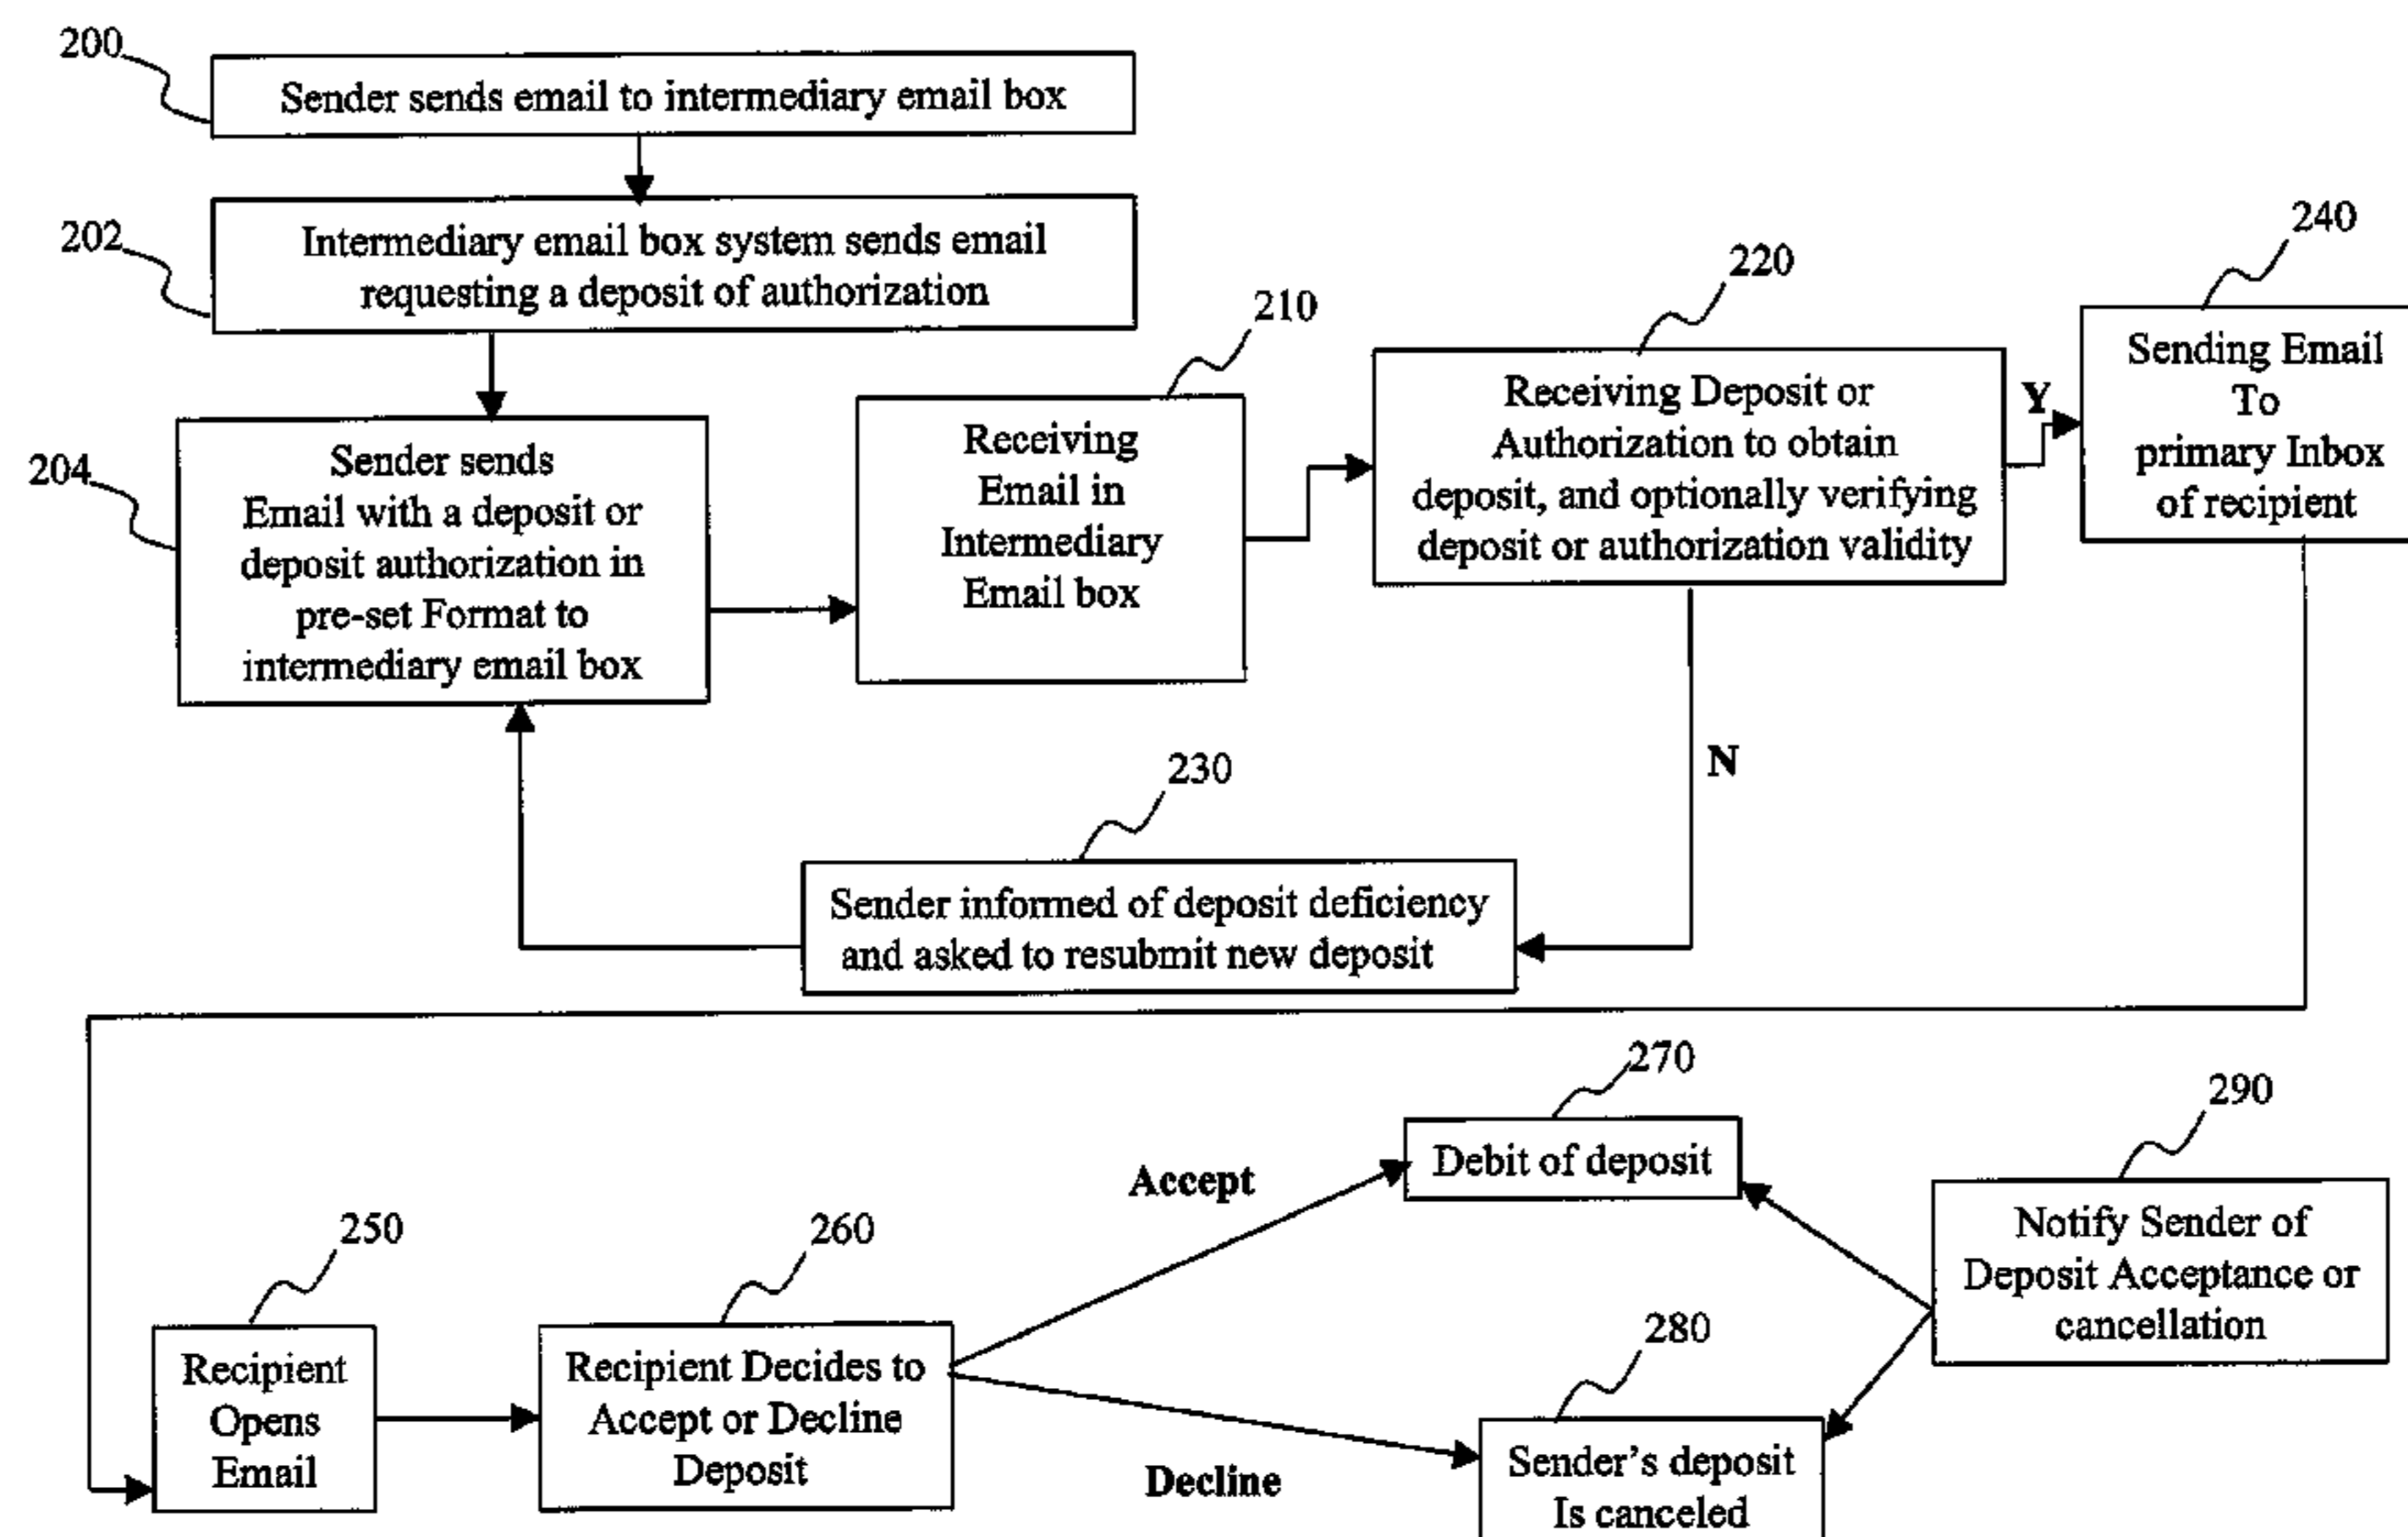 200
Sender sends email to intermediary email box
202
Intermediary email box system sends email
requesting a deposit of authorization
204
Sender sends
Email with a deposit or
deposit authorization in
pre-set Format to
intermediary email box
210
Receiving
Email in
Intermediary
Email box
220
Receiving Deposit or
Authorization to obtain
deposit, and optionally verifying
deposit or authorization validity
Y
N
240
Sending Email
To
primary Inbox
of recipient
230
Sender informed of deposit deficiency
and asked to resubmit new deposit
250
Recipient
Opens
Email
260
Recipient Decides to
Accept or Decline
Deposit
Accept
Decline
270
Debit of deposit
280
Sender's deposit
Is canceled
290
Notify Sender of
Deposit Acceptance or
cancellation